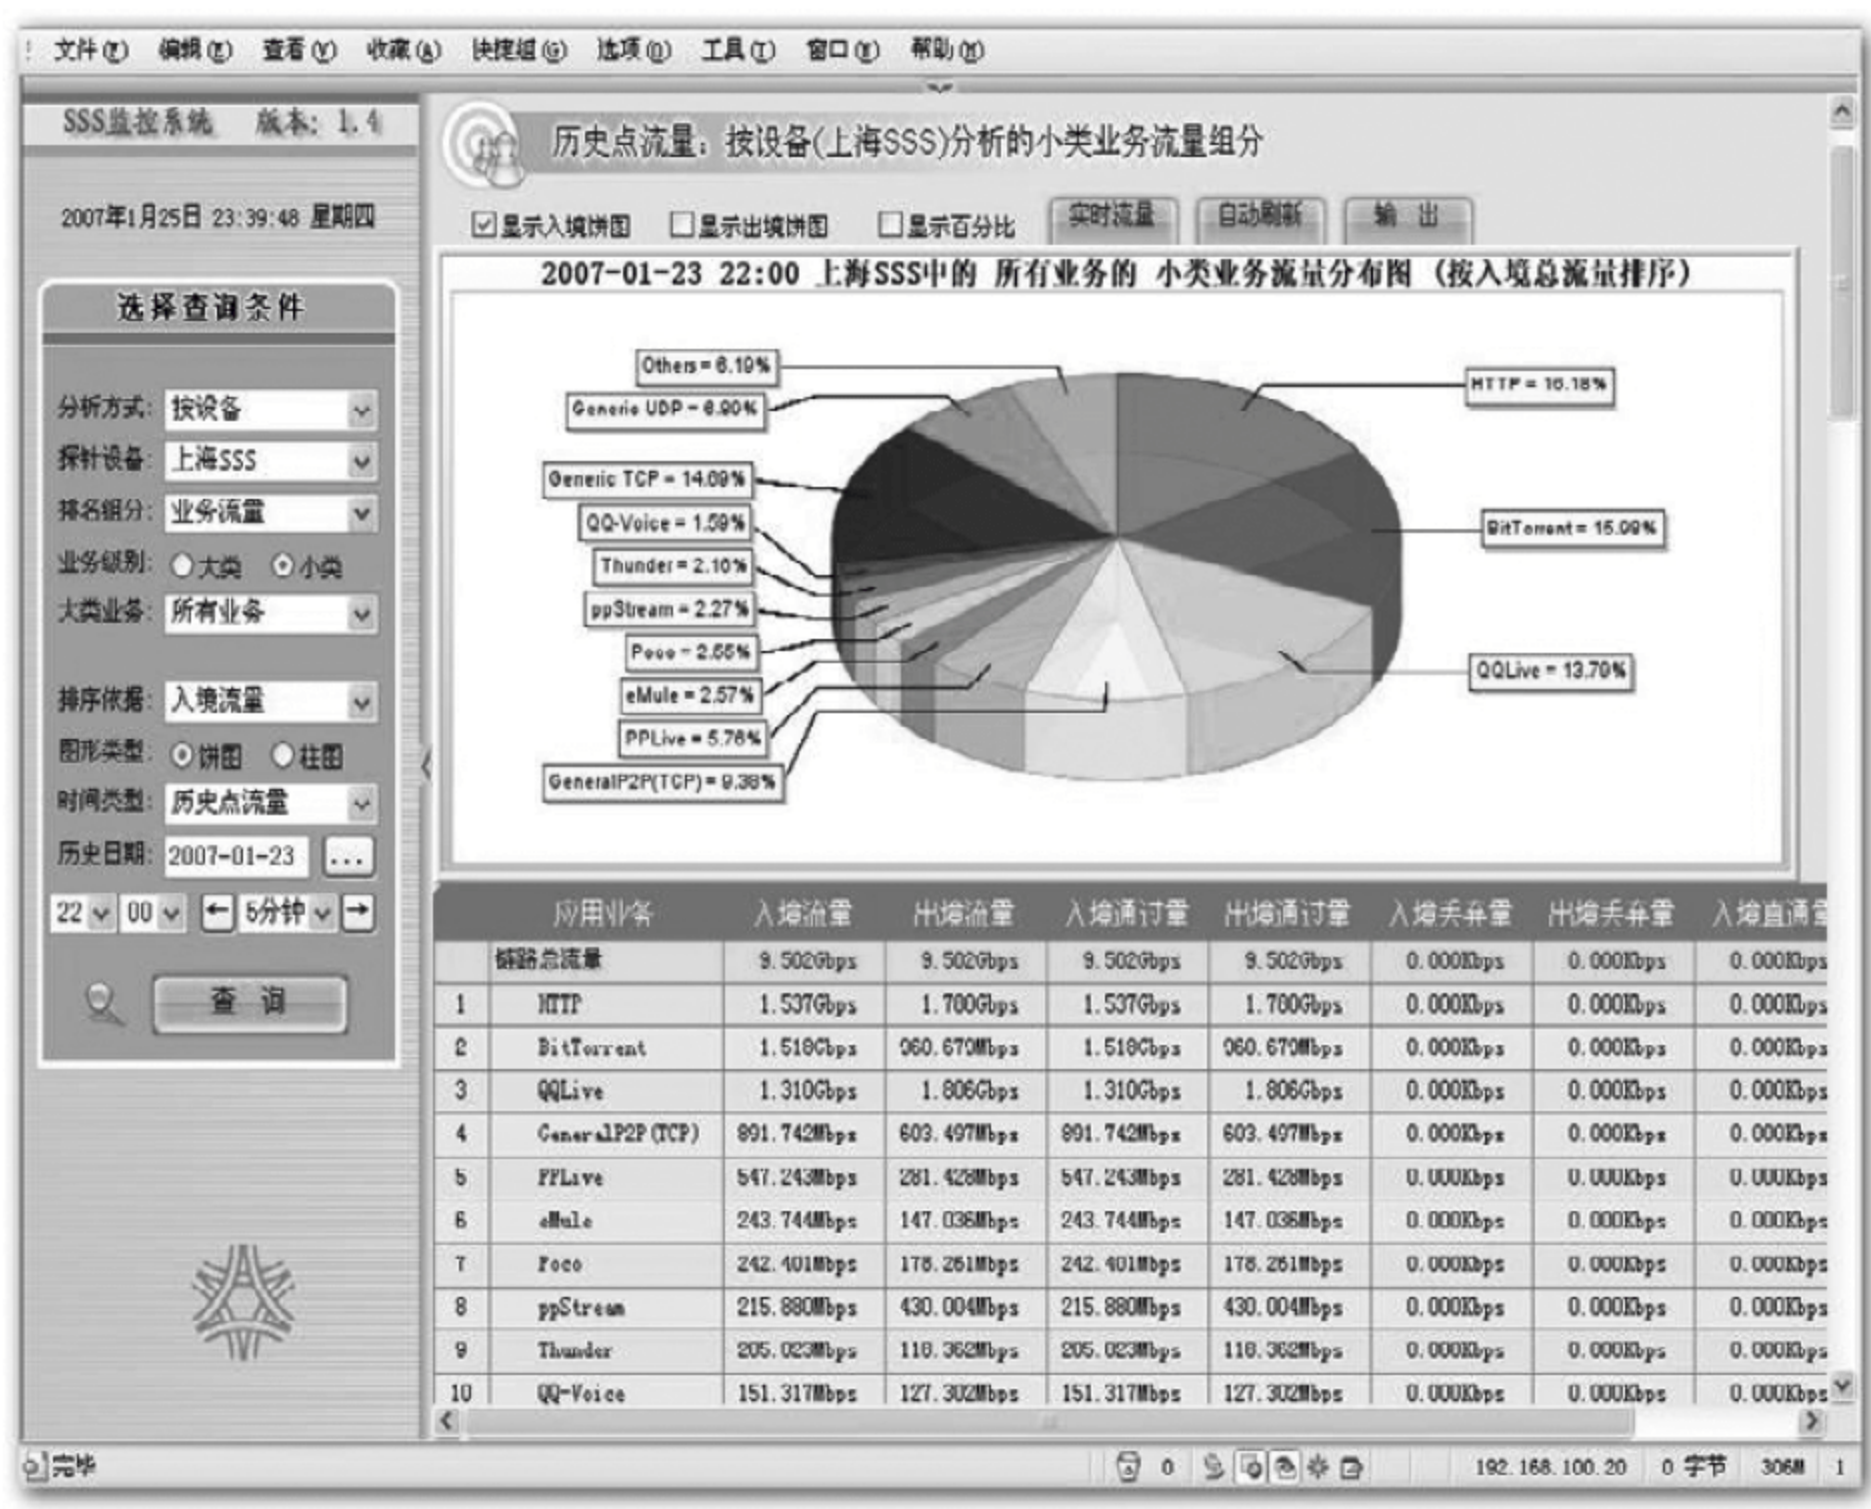 文件(F) 编辑(E) 查看(V) 收藏(A) 快捷组(G) 选项(O) 工具(T) 窗口(W) 帮助(H)
SSS监控系统 版本: 1.4
2007年1月25日 23:39:48 星期四
选择查询条件
分析方式: 按设备
探针设备: 上海SSS
排名组分: 业务流量
业务级别: 大类 小类
大类业务: 所有业务
排序依据: 入境流量
图形类型: 饼图 柱图
时间类型: 历史点流量
历史日期: 2007-01-23 ...
22 00 ← 5分钟 →
查 询
历史点流量: 按设备(上海SSS)分析的小类业务流量组分
显示入境饼图 显示出境饼图 显示百分比 实时流量 自动刷新 输 出
2007-01-23 22:00 上海SSS中的 所有业务的 小类业务流量分布图 (按入境总流量排序)
Others = 6.19%
Generic UDP = 6.90%
Generic TCP = 14.69%
QQ-Voice = 1.59%
Thunder = 2.16%
ppStream = 2.27%
Poco = 2.55%
eMule = 2.57%
PPLive = 5.76%
GeneralP2P(TCP) = 9.38%
HTTP = 16.18%
BitTorrent = 15.98%
QQLive = 13.79%
应用业务 入境流量 出境流量 入境通过量 出境通过量 入境丢弃量 出境丢弃量 入境直通量
链路总流量 9.502Gbps 9.502Gbps 9.502Gbps 9.502Gbps 0.000Kbps 0.000Kbps 0.000Kbps
1 HTTP 1.537Gbps 1.780Gbps 1.537Gbps 1.780Gbps 0.000Kbps 0.000Kbps 0.000Kbps
2 BitTorrent 1.518Gbps 960.679Mbps 1.518Gbps 960.679Mbps 0.000Kbps 0.000Kbps 0.000Kbps
3 QQLive 1.310Gbps 1.806Gbps 1.310Gbps 1.806Gbps 0.000Kbps 0.000Kbps 0.000Kbps
4 GeneralP2P(TCP) 891.742Mbps 603.497Mbps 891.742Mbps 603.497Mbps 0.000Kbps 0.000Kbps 0.000Kbps
5 PPLive 547.243Mbps 281.428Mbps 547.243Mbps 281.428Mbps 0.000Kbps 0.000Kbps 0.000Kbps
6 eMule 243.744Mbps 147.036Mbps 243.744Mbps 147.036Mbps 0.000Kbps 0.000Kbps 0.000Kbps
7 Poco 242.401Mbps 178.261Mbps 242.401Mbps 178.261Mbps 0.000Kbps 0.000Kbps 0.000Kbps
8 ppStream 215.880Mbps 430.004Mbps 215.880Mbps 430.004Mbps 0.000Kbps 0.000Kbps 0.000Kbps
9 Thunder 205.023Mbps 118.362Mbps 205.023Mbps 118.362Mbps 0.000Kbps 0.000Kbps 0.000Kbps
10 QQ-Voice 151.317Mbps 127.302Mbps 151.317Mbps 127.302Mbps 0.000Kbps 0.000Kbps 0.000Kbps
完毕 0 192.168.100.20 0 字节 306M 1